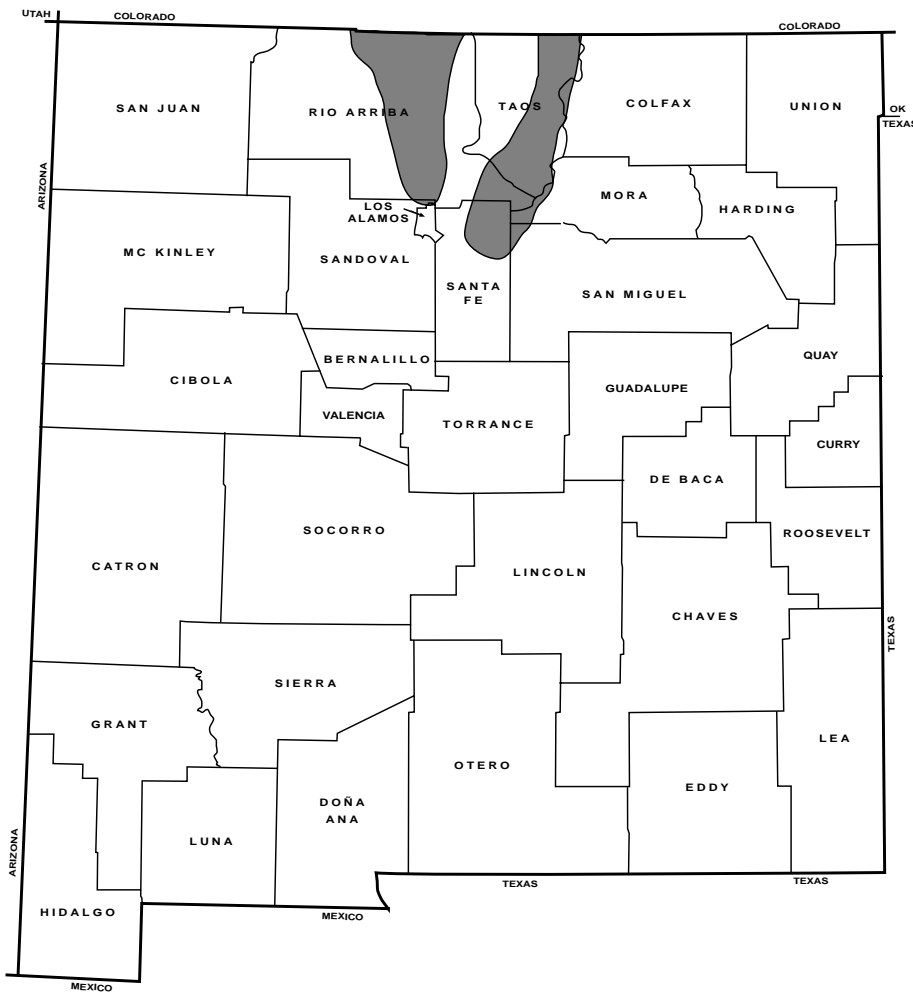 UTAH
COLORADO
COLORADO
SAN JUAN
RIO ARRIBA
TAOS
COLFAX
UNION
OK
TEXAS
ARIZONA
LOS
ALAMOS
MORA
HARDING
MC KINLEY
SANDOVAL
SANTA
FE
SAN MIGUEL
BERNALILLO
QUAY
CIBOLA
GUADALUPE
VALENCIA
TORRANCE
CURRY
DE BACA
SOCORRO
ROOSEVELT
CATRON
LINCOLN
CHAVES
TEXAS
SIERRA
GRANT
LEA
OTERO
EDDY
DOÑA
ANA
LUNA
ARIZONA
TEXAS
TEXAS
HIDALGO
MEXICO
MEXICO